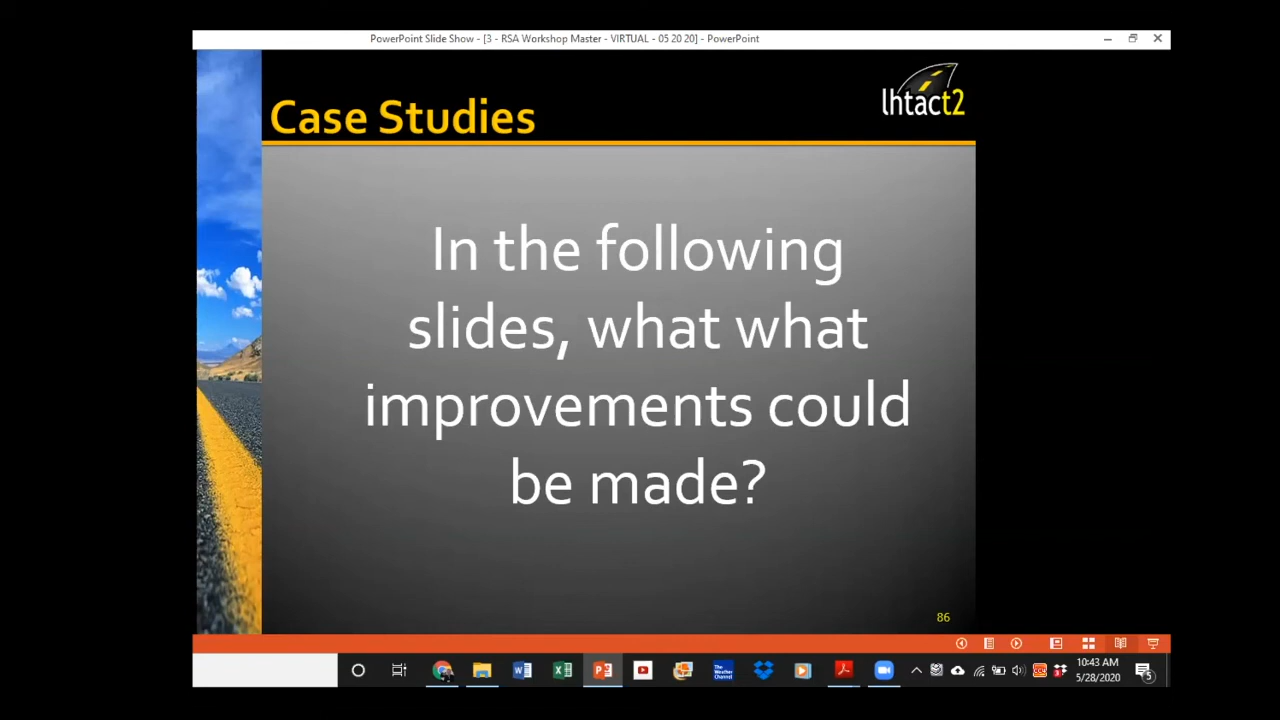 PowerPoint Slide Show - [3 - RSA Workshop Master - VIRTUAL - 05 20 20] - PowerPoint
lhtact2
Case Studies
In the following
slides, what what
improvements could
be made?
86
10:43 AM
5/28/2020
5